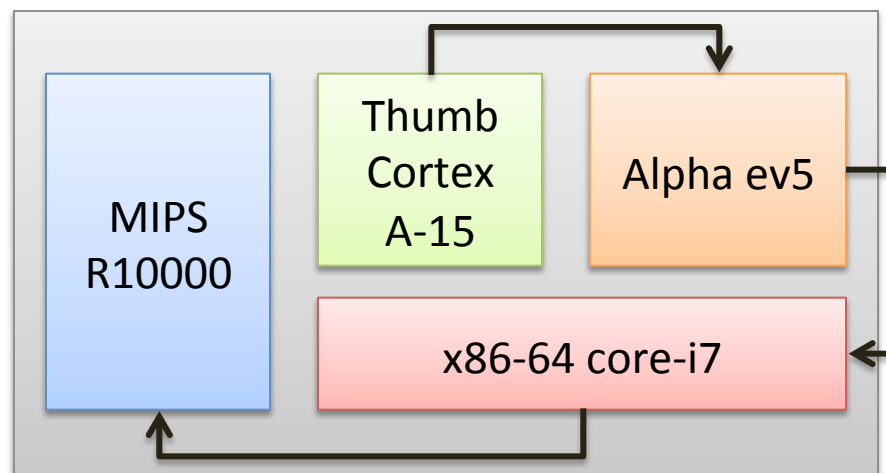 MIPS
R10000
Thumb
Cortex
A-15
Alpha ev5
x86-64 core-i7